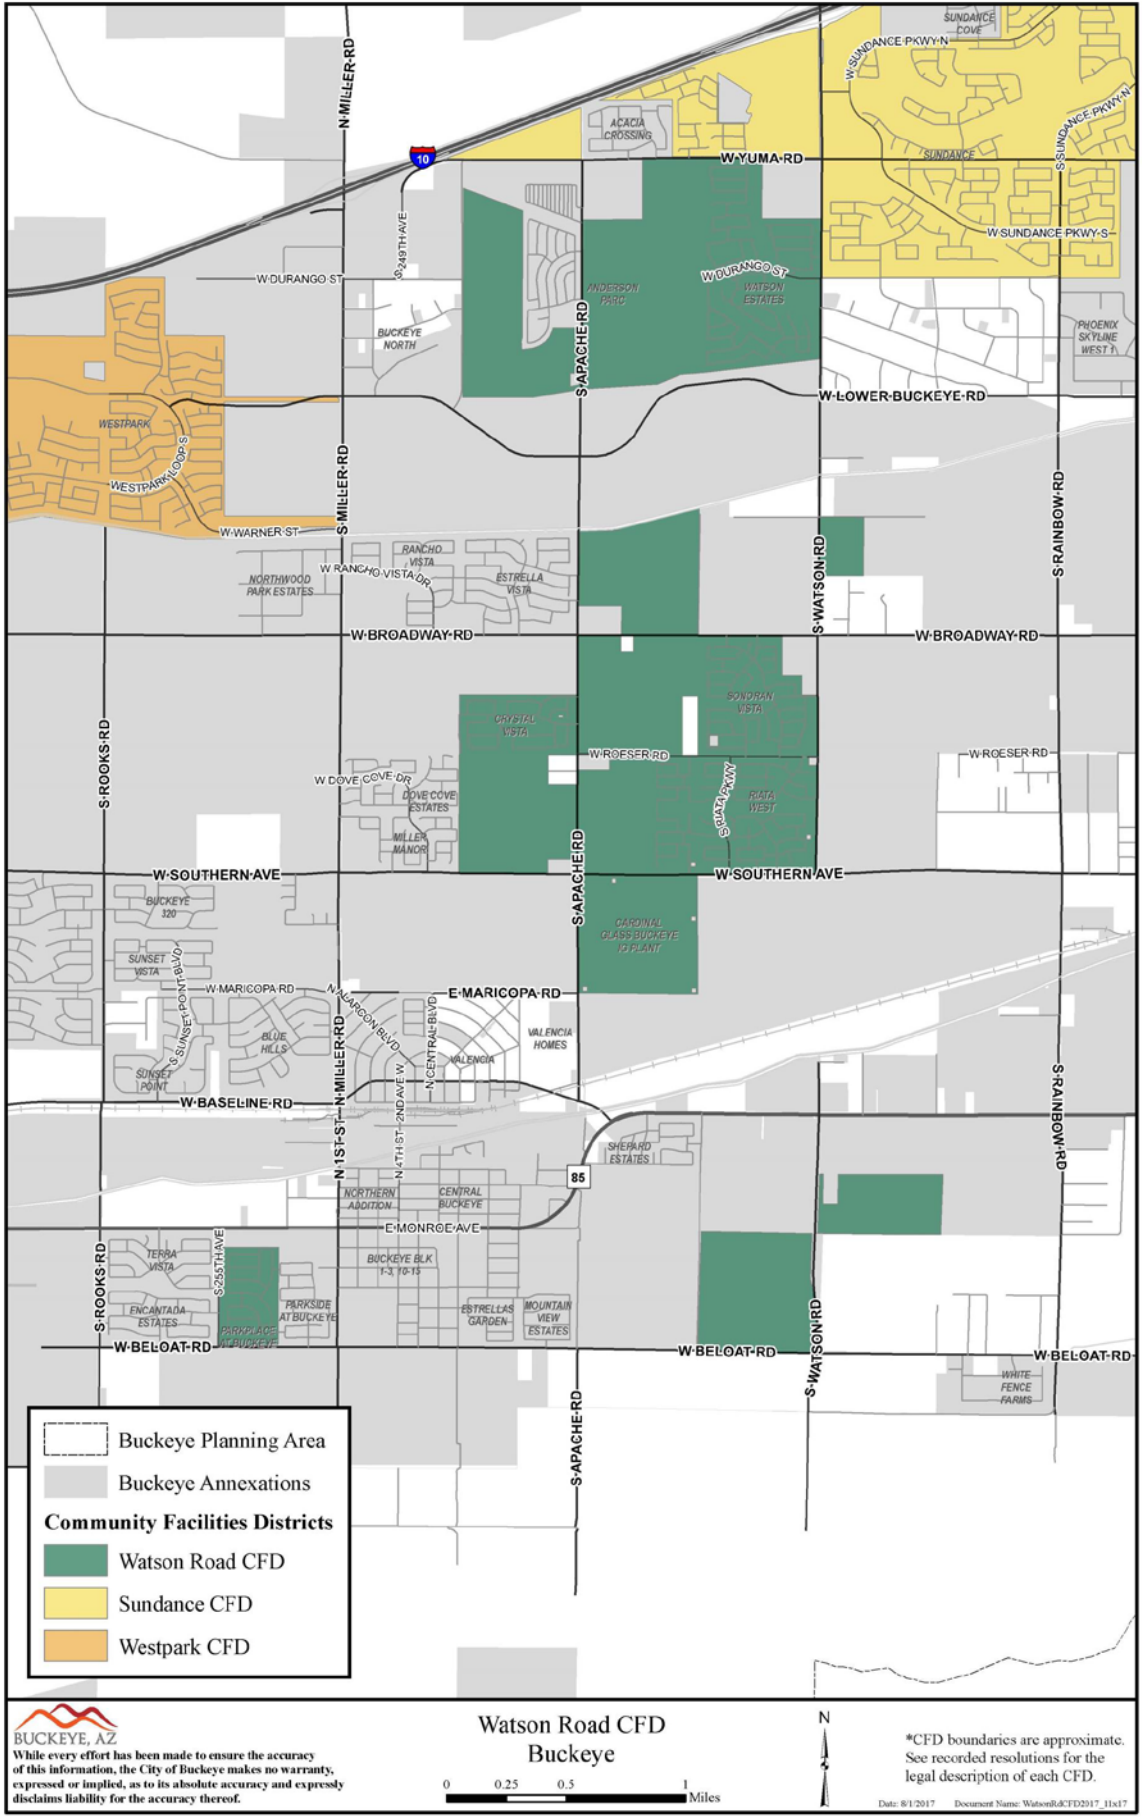 SUNDANCE
COVE
W SUNDANCE PKWY N
N MILLER RD
S SUNDANCE PKWY N
ACACIA
CROSSING
10
W YUMA RD
SUNDANCE
S 249TH AVE
W SUNDANCE PKWY S
W DURANGO ST
W DURANGO ST
ANDERSON
PARC
WATSON
ESTATES
BUCKEYE
NORTH
S APACHE RD
PHOENIX
SKYLINE
WEST 1
W LOWER BUCKEYE RD
WESTPARK
WESTPARK LOOP S
S MILLER RD
S RAINBOW RD
W WARNER ST
S WATSON RD
RANCHO
VISTA
W RANCHO VISTA DR
NORTHWOOD
PARK ESTATES
ESTRELLA
VISTA
W BROADWAY RD
W BROADWAY RD
SONORAN
VISTA
CRYSTAL
VISTA
S ROOKS RD
W ROESER RD
W ROESER RD
W DOVE COVE DR
DOVE COVE
ESTATES
S RIATA PKWY
RIATA
WEST
MILLER
MANOR
S APACHE RD
W SOUTHERN AVE
W SOUTHERN AVE
BUCKEYE
320
CARDINAL
GLASS BUCKEYE
IG PLANT
SUNSET
VISTA
S SUNSET POINT BLVD
W MARICOPA RD
N ALARCON BLVD
E MARICOPA RD
N CENTRAL BLVD
BLUE
HILLS
VALENCIA
HOMES
VALENCIA
SUNSET
POINT
N MILLER RD
S RAINBOW RD
W BASELINE RD
N 1ST ST
N 4TH ST
2ND AVE W
SHEPARD
ESTATES
85
NORTHERN
ADDITION
CENTRAL
BUCKEYE
E MONROE AVE
TERRA
VISTA
S 255TH AVE
BUCKEYE BLK
1-3, 10-15
S ROOKS RD
ENCANTADA
ESTATES
PARKSIDE
AT BUCKEYE
ESTRELLAS
GARDEN
MOUNTAIN
VIEW
ESTATES
PARKPLACE
AT BUCKEYE
W BELOAT RD
W BELOAT RD
W BELOAT RD
S WATSON RD
WHITE
FENCE
FARMS
S APACHE RD
Buckeye Planning Area
Buckeye Annexations
Community Facilities Districts
Watson Road CFD
Sundance CFD
Westpark CFD
BUCKEYE, AZ
While every effort has been made to ensure the accuracy
of this information, the City of Buckeye makes no warranty,
expressed or implied, as to its absolute accuracy and expressly
disclaims liability for the accuracy thereof.
Watson Road CFD
Buckeye
0 0.25 0.5 1
Miles
N
*CFD boundaries are approximate.
See recorded resolutions for the
legal description of each CFD.
Date: 8/1/2017 Document Name: WatsonRdCFD2017_11x17